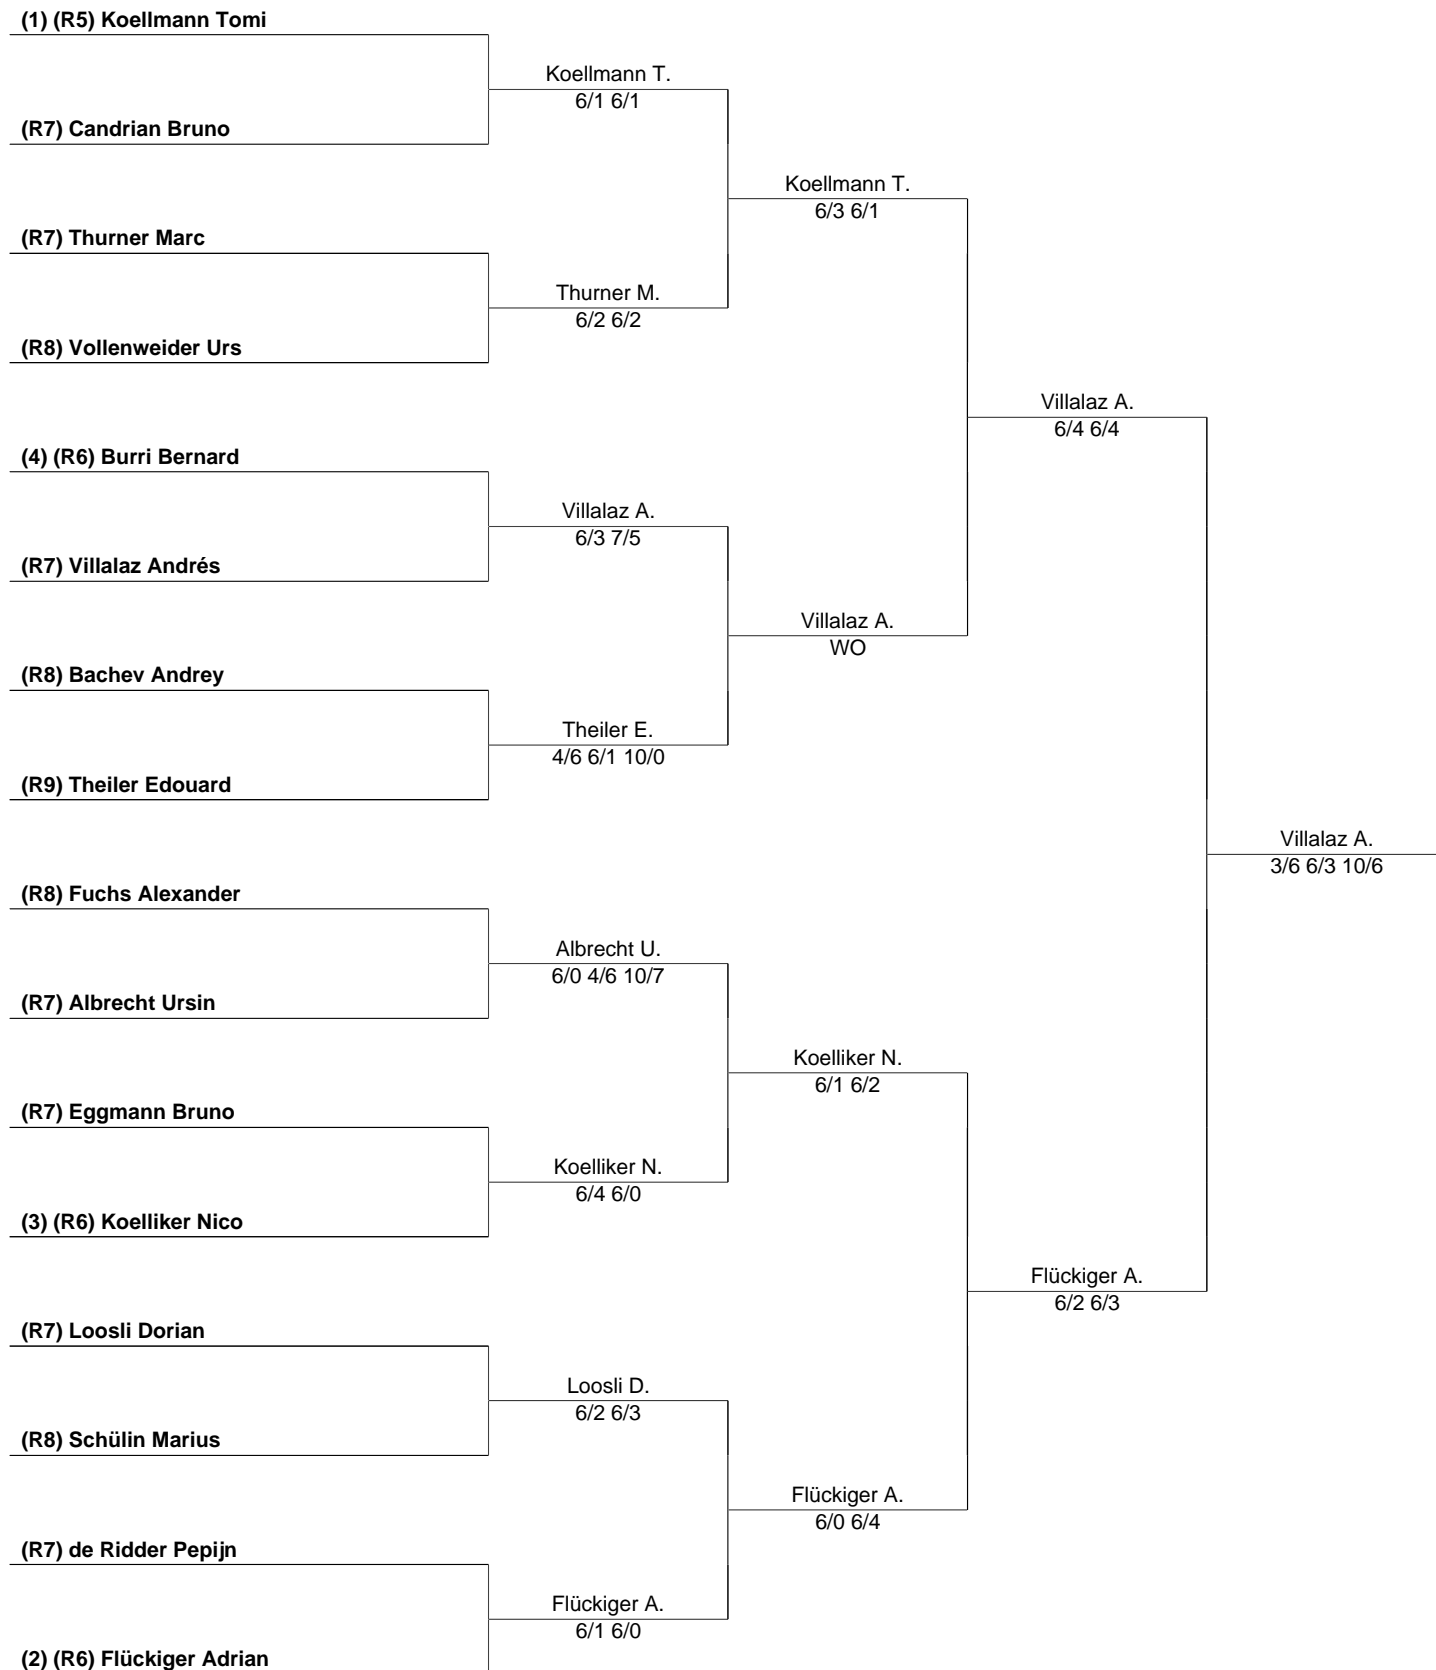 (1) (R5) Koellmann Tomi
Koellmann T.
6/1 6/1
(R7) Candrian Bruno
Koellmann T.
6/3 6/1
(R7) Thurner Marc
Thurner M.
6/2 6/2
(R8) Vollenweider Urs
Villalaz A.
6/4 6/4
(4) (R6) Burri Bernard
Villalaz A.
6/3 7/5
(R7) Villalaz Andrés
Villalaz A.
WO
(R8) Bachev Andrey
Theiler E.
4/6 6/1 10/0
(R9) Theiler Edouard
Villalaz A.
3/6 6/3 10/6
(R8) Fuchs Alexander
Albrecht U.
6/0 4/6 10/7
(R7) Albrecht Ursin
Koelliker N.
6/1 6/2
(R7) Eggmann Bruno
Koelliker N.
6/4 6/0
(3) (R6) Koelliker Nico
Flückiger A.
6/2 6/3
(R7) Loosli Dorian
Loosli D.
6/2 6/3
(R8) Schülin Marius
Flückiger A.
6/0 6/4
(R7) de Ridder Pepijn
Flückiger A.
6/1 6/0
(2) (R6) Flückiger Adrian